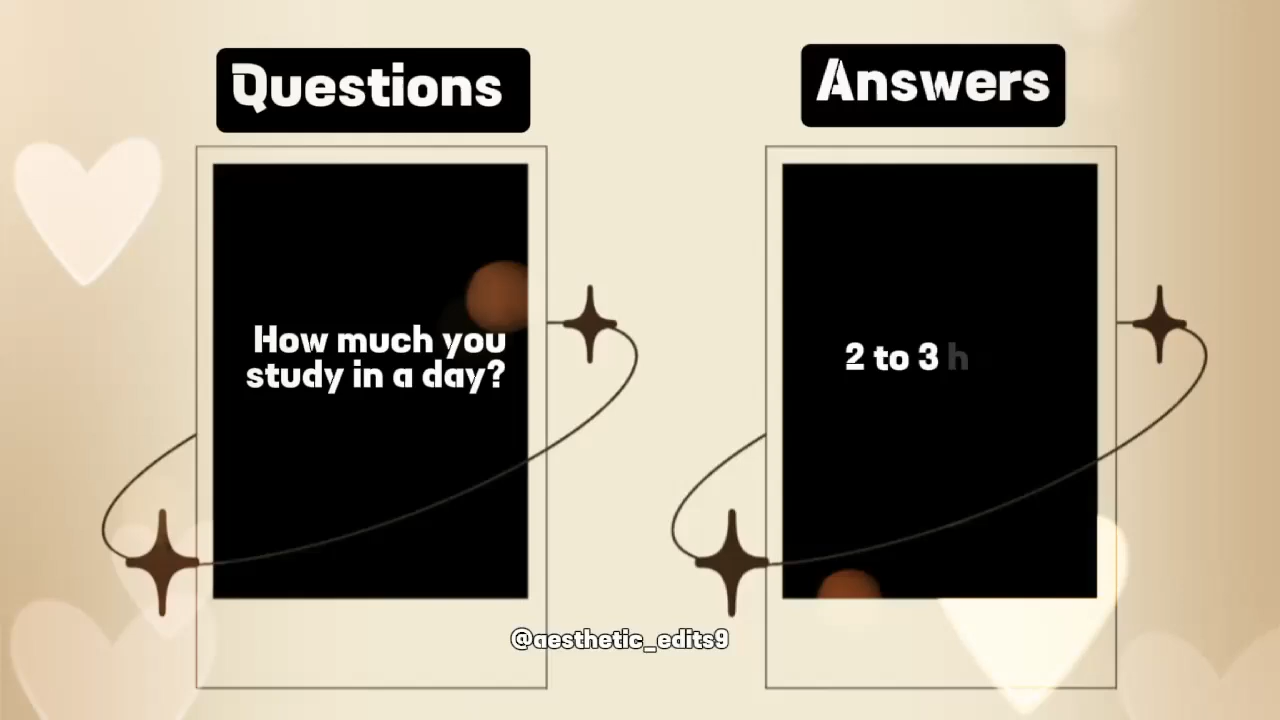 Questions
Answers
How much you
study in a day?
2 to 3 h
@aesthetic_edits9